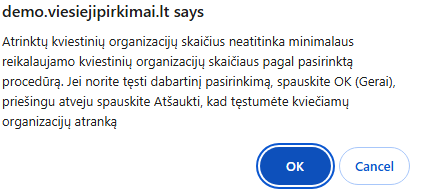 demo.viesiejipirkimai.lt says
Atrinktų kviestinių organizacijų skaičius neatitinka minimalaus
reikalaujamo kviestinių organizacijų skaičiaus pagal pasirinktą
procedūrą. Jei norite tęsti dabartinį pasirinkimą, spauskite OK (Gerai),
priešingu atveju spauskite Atšaukti, kad tęstumėte kviečiamų
organizacijų atranką
OK Cancel